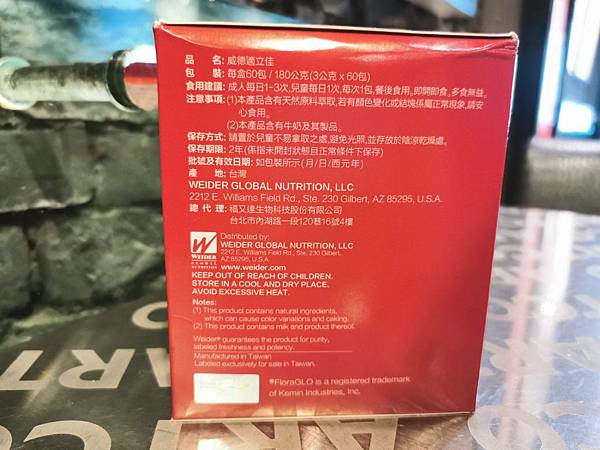 品 名:威德適立佳
包 裝:每盒60包 / 180公克(3公克 x 60包)
食用建議:成人每日1~3次,兒童每日1次,每次1包,餐後食用,即開即食,多食無益。
注意事項:(1)本產品含有天然原料萃取,若有顏色變化或結塊係屬正常現象,請安
心食用。
(2)本產品含有牛奶及其製品。
保存方式:請置於兒童不易拿取之處,避免光照,並存放於陰涼乾燥處。
保存期限:2年(係指未開封狀態且正常條件下保存)
批號及有效日期:如包裝所示(月/日/西元年)
產 地:台灣
WEIDER GLOBAL NUTRITION, LLC
2212 E. Williams Field Rd., Ste. 230 Gilbert, AZ 85295, U.S.A.
總 代 理:福又達生物科技股份有限公司
台北市內湖路一段120巷16號4樓
W
WEIDER
GLOBAL
NUTRITION
Distributed by:
WEIDER GLOBAL NUTRITION, LLC
2212 E. Williams Field Rd., Ste. 230 Gilbert,
AZ 85295, U.S.A
www.weider.com
KEEP OUT OF REACH OF CHILDREN.
STORE IN A COOL AND DRY PLACE.
AVOID EXCESSIVE HEAT.
Notes:
(1) This product contains natural ingredients,
which can cause color variations and caking.
(2) This product contains milk and product thereof.
Weider® guarantees the product for purity,
labeled freshness and potency.
Manufactured in Taiwan
Labeled exclusively for sale in Taiwan.
®FloraGLO is a registered trademark
of Kemin Industries, Inc.
ART